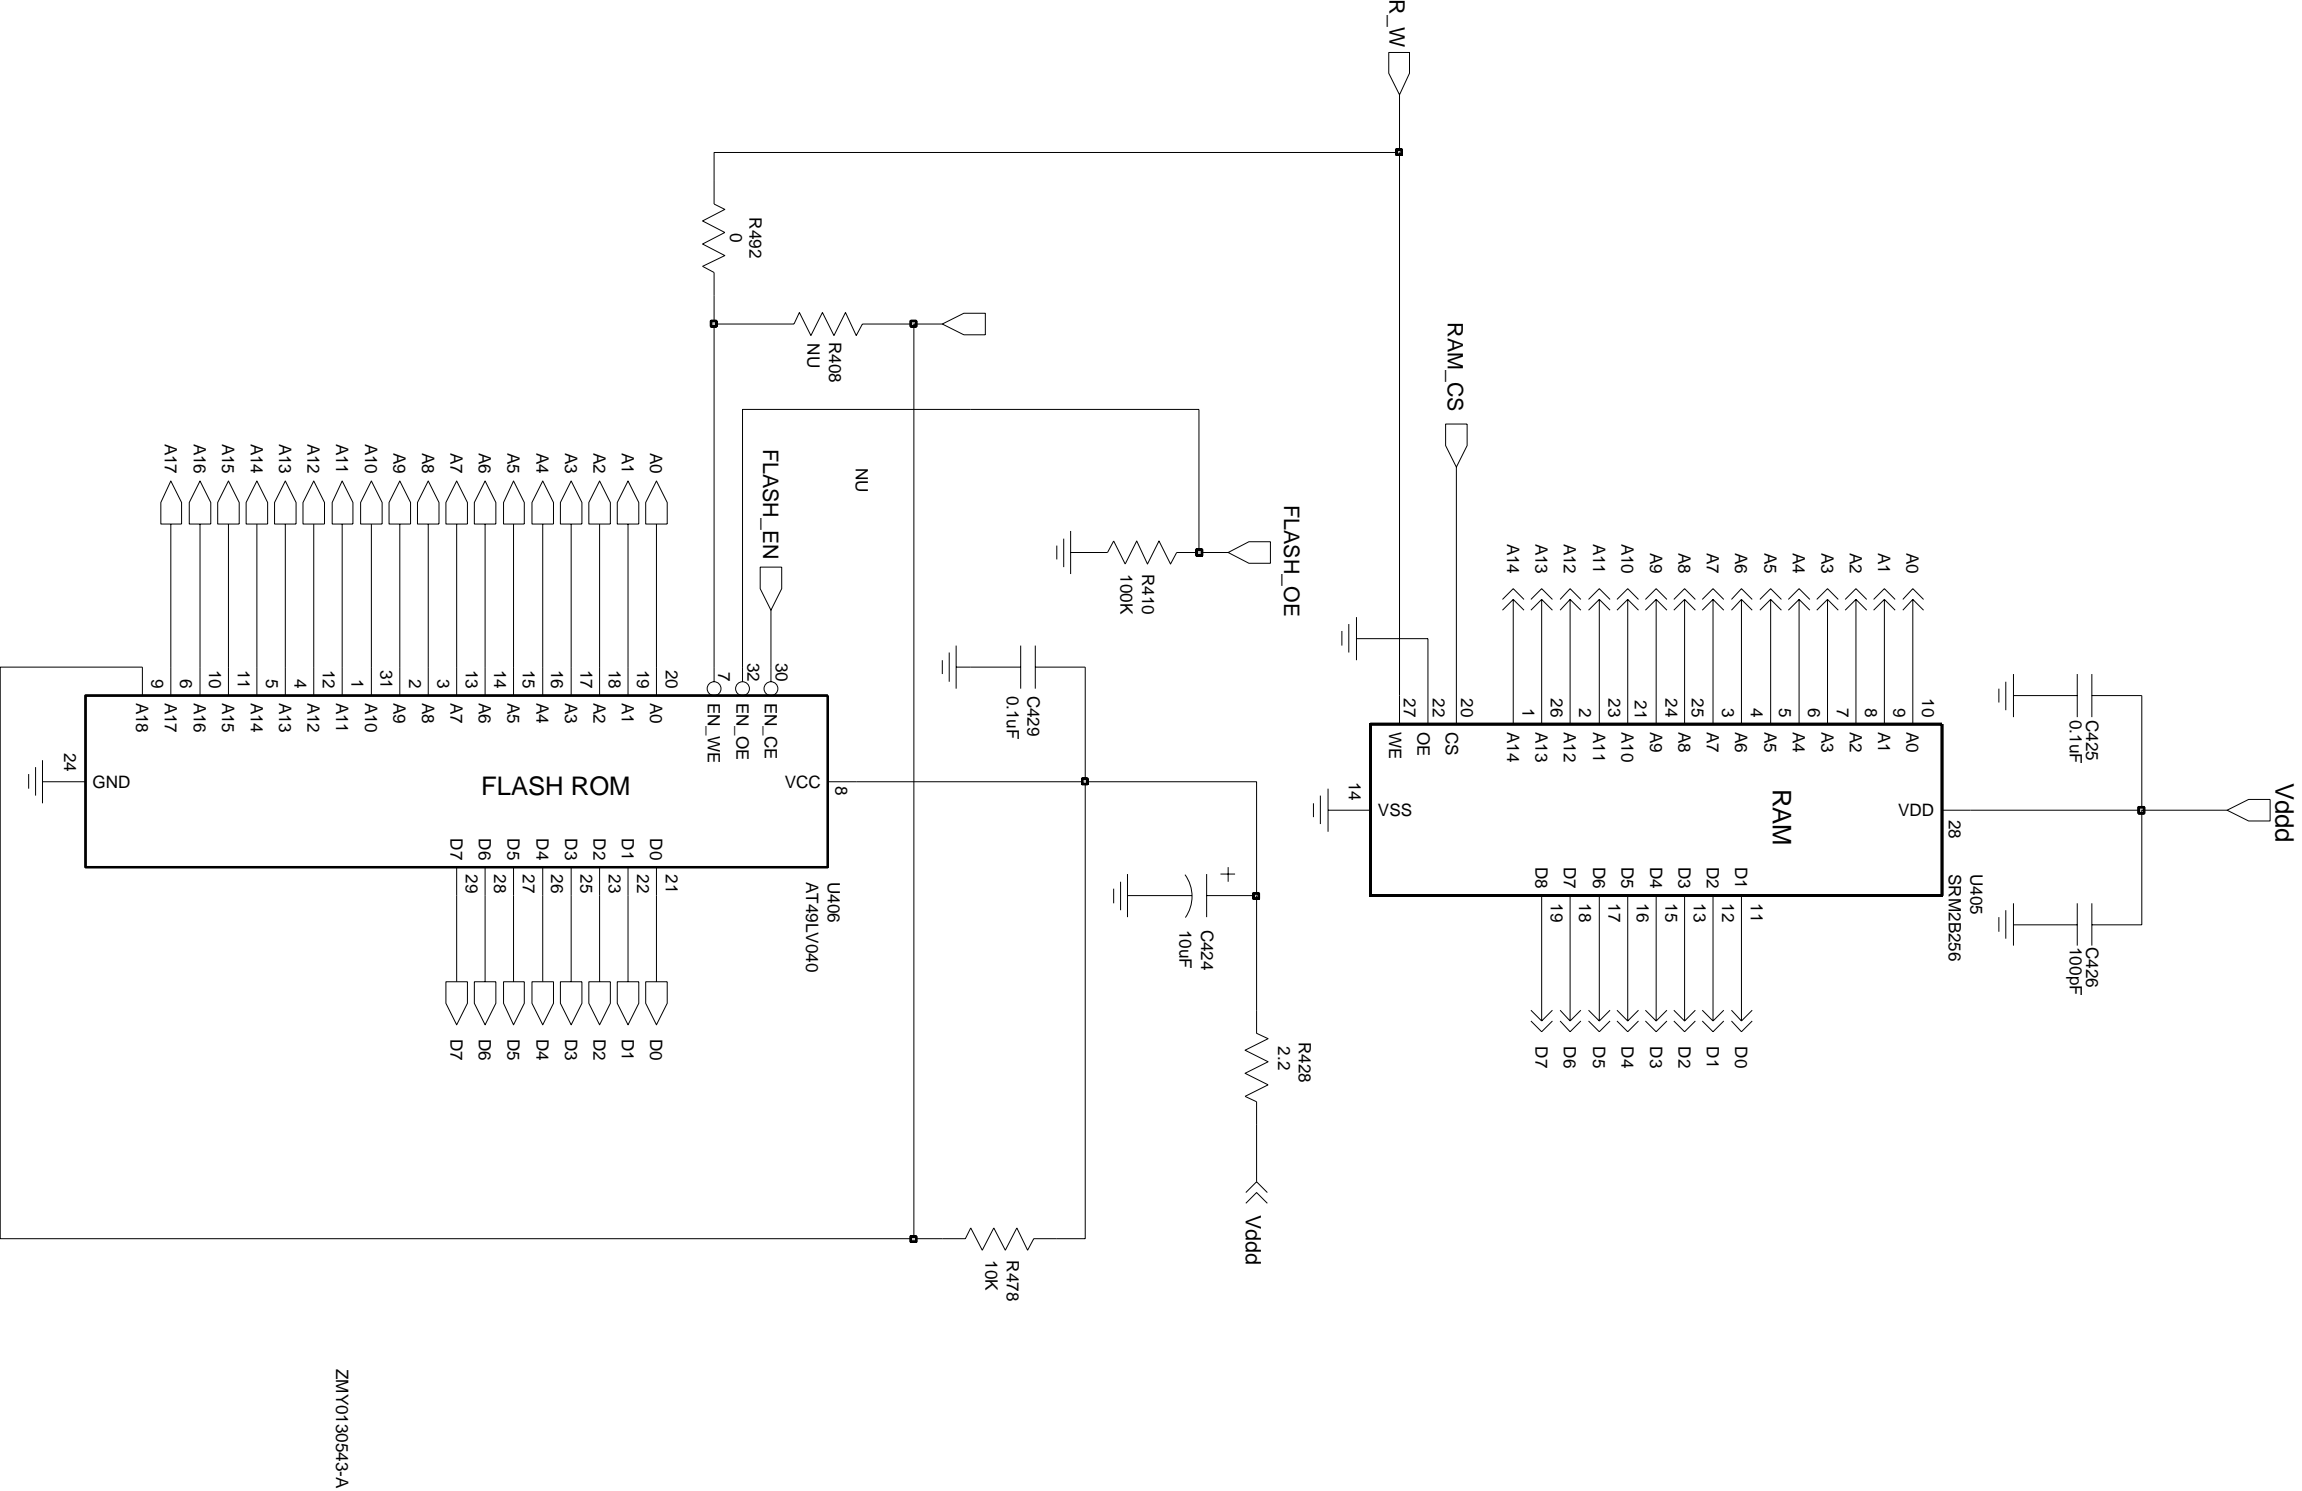 Vddd
C425
0.1uF
C426
100pF
U405
SRM2B256
28
VDD
RAM
A0 10 A0
A1 9 A1
A2 8 A2
A3 7 A3
A4 6 A4
A5 5 A5
A6 4 A6
A7 3 A7
A8 25 A8
A9 24 A9
A10 21 A10
A11 23 A11
A12 2 A12
A13 26 A13
A14 1 A14
RAM_CS 20 CS
22 OE
R_W 27 WE
VSS
14
D1 11 D0
D2 12 D1
D3 13 D2
D4 15 D3
D5 16 D4
D6 17 D5
D7 18 D6
D8 19 D7
R428
2.2
Vddd
FLASH_OE
C424
10uF
+
R410
100K
C429
0.1uF
R478
10K
NU
R408
NU
R492
0
U406
AT49LV040
8
VCC
FLASH ROM
FLASH_EN 30 EN_CE
32 EN_OE
7 EN_WE
A0 20 A0
A1 19 A1
A2 18 A2
A3 17 A3
A4 16 A4
A5 15 A5
A6 14 A6
A7 13 A7
A8 3 A8
A9 2 A9
A10 31 A10
A11 1 A11
A12 12 A12
A13 4 A13
A14 5 A14
A15 11 A15
A16 10 A16
A17 6 A17
9 A18
GND
24
D0 21 D0
D1 22 D1
D2 23 D2
D3 25 D3
D4 26 D4
D5 27 D5
D6 28 D6
D7 29 D7
ZMY0130543-A